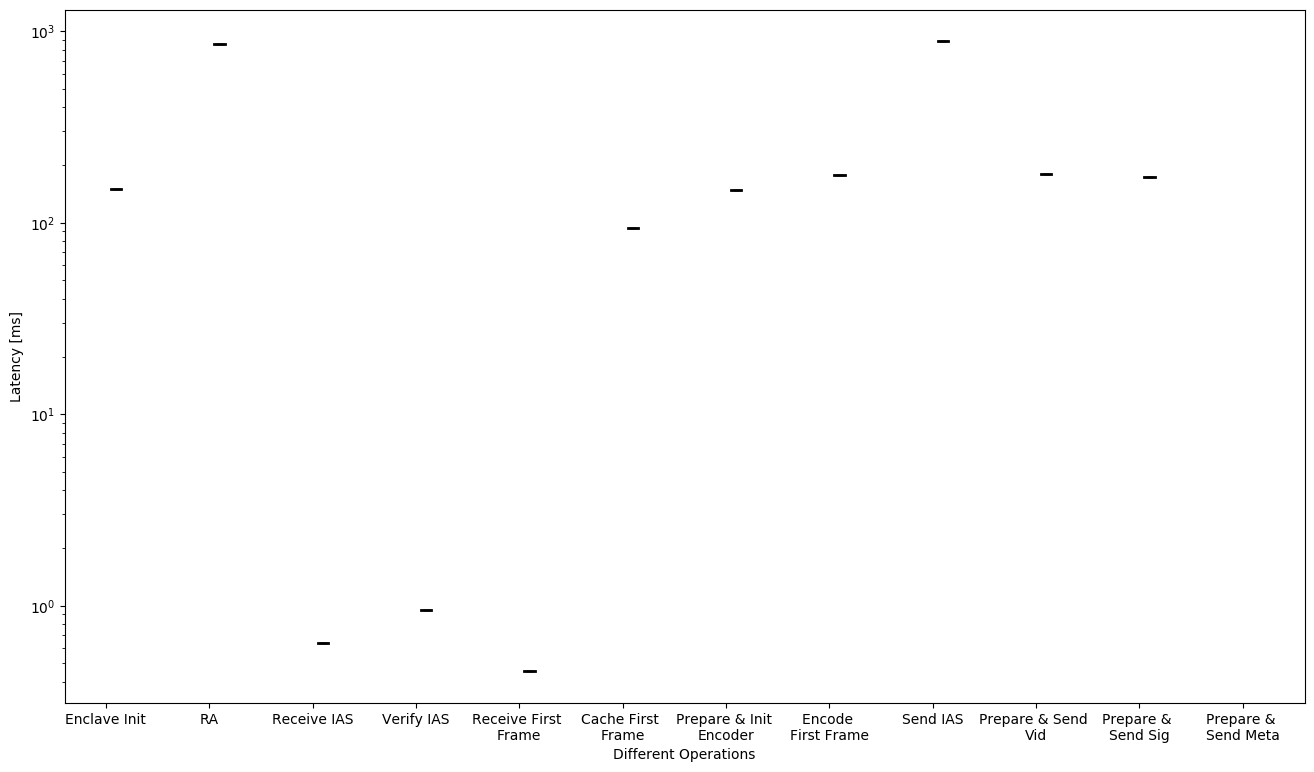 10³
10²
10¹
10⁰
Latency [ms]
Enclave Init
RA
Receive IAS
Verify IAS
Receive First
Frame
Cache First
Frame
Prepare & Init
Encoder
Encode
First Frame
Send IAS
Prepare & Send
Vid
Prepare &
Send Sig
Prepare &
Send Meta
Different Operations